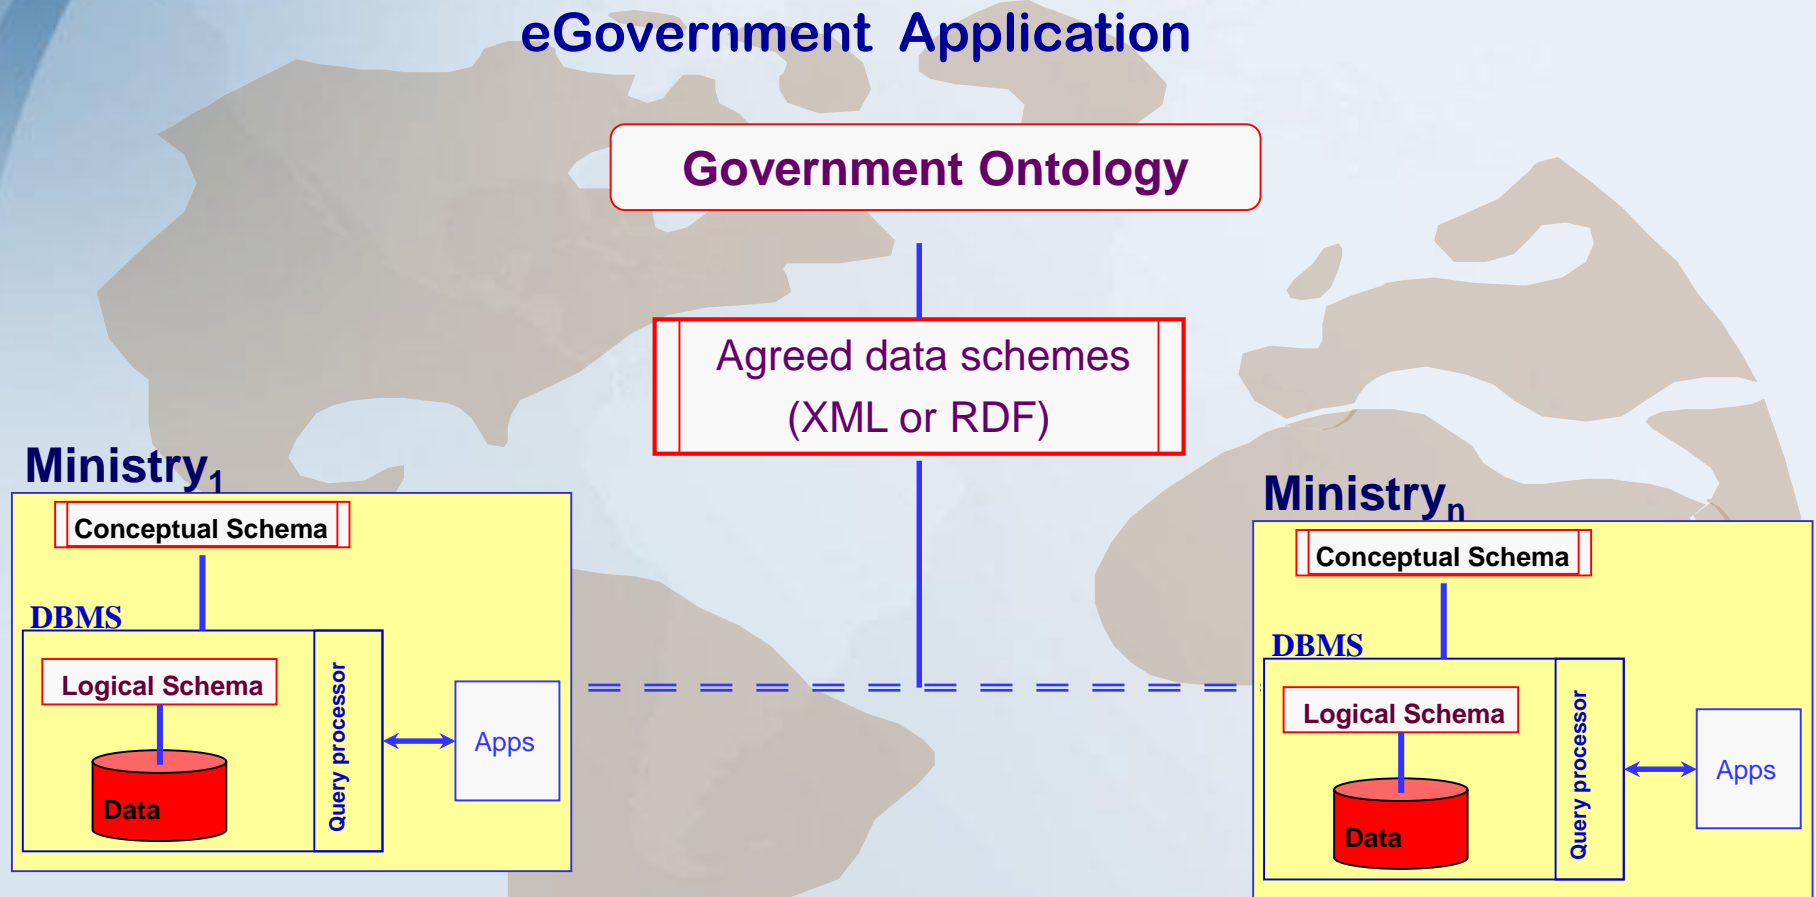 eGovernment Application
Government Ontology
Agreed data schemes
(XML or RDF)
Ministry₁
Conceptual Schema
DBMS
Logical Schema
Data
Query processor
Apps
Ministryₙ
Conceptual Schema
DBMS
Logical Schema
Data
Query processor
Apps